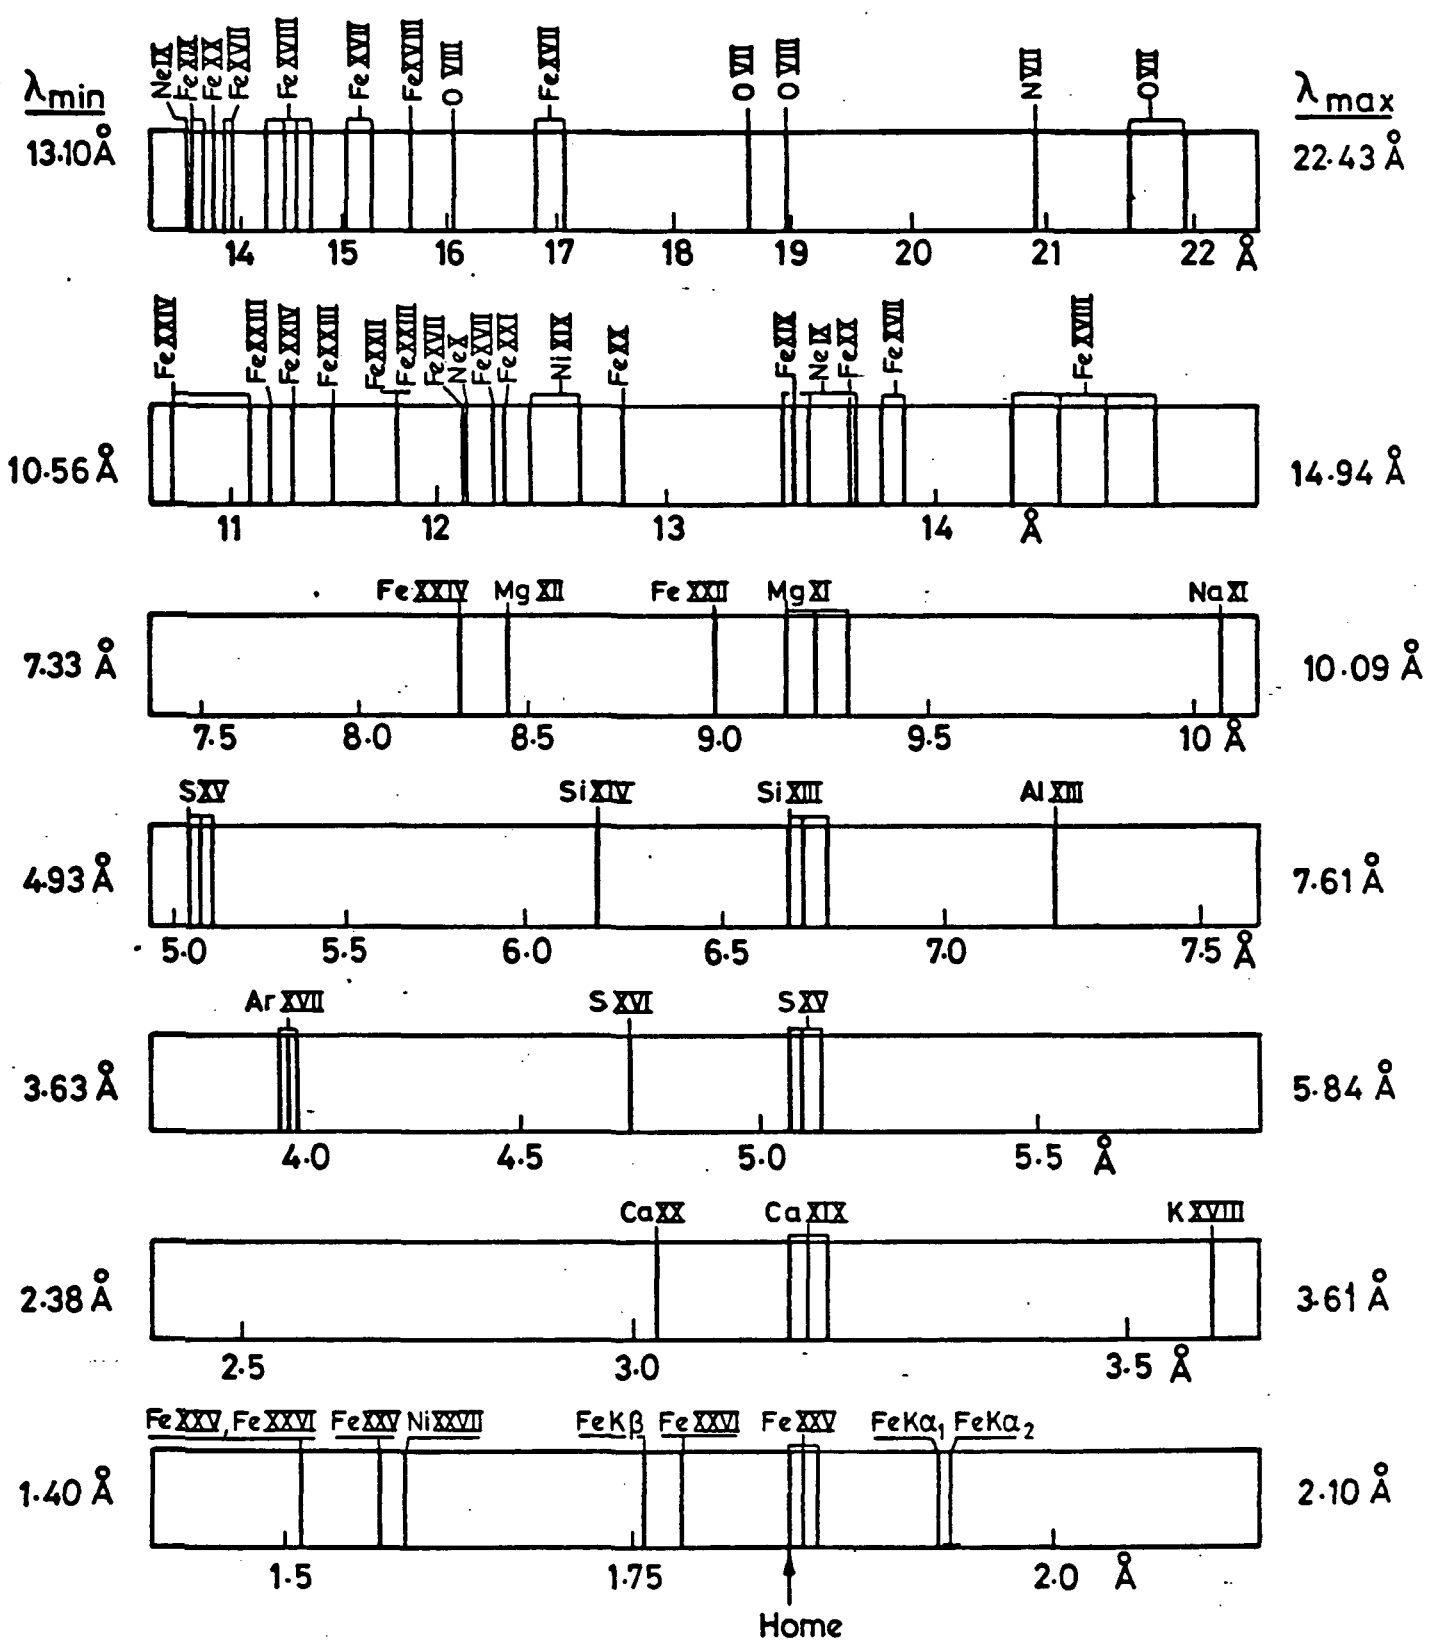 λmin λmax
Ne IX Fe XIX Fe XX Fe XVII Fe XVIII Fe XVII Fe XVIII O VIII Fe XVII O VII O VIII N VII O VII
13.10 Å 22.43 Å
14 15 16 17 18 19 20 21 22 Å
Fe XXIV Fe XXIII Fe XXIV Fe XXIII Fe XXII Fe XXIII Fe XVII Ne X Fe XVII Fe XXI Ni XIX Fe XX Fe XIX Ne IX Fe XX Fe XVII Fe XVIII
10.56 Å 14.94 Å
11 12 13 14 Å
Fe XXIV Mg XII Fe XXII Mg XI Na XI
7.33 Å 10.09 Å
7.5 8.0 8.5 9.0 9.5 10 Å
S XV Si XIV Si XIII Al XIII
4.93 Å 7.61 Å
5.0 5.5 6.0 6.5 7.0 7.5 Å
Ar XVII S XVI S XV
3.63 Å 5.84 Å
4.0 4.5 5.0 5.5 Å
Ca XX Ca XIX K XVIII
2.38 Å 3.61 Å
2.5 3.0 3.5 Å
Fe XXV, Fe XXVI Fe XXV Ni XXVII Fe Kβ Fe XXVI Fe XXV Fe Kα1 Fe Kα2
1.40 Å 2.10 Å
1.5 1.75 2.0 Å
Home